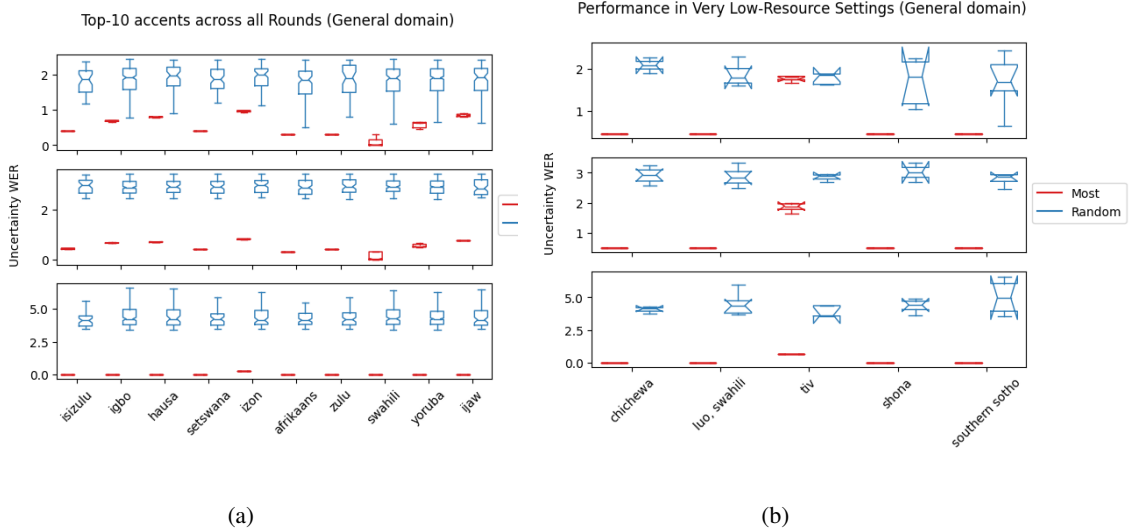 Top-10 accents across all Rounds (General domain)
Uncertainty WER
2
1
0
2
0
5.0
2.5
0.0
isizulu
igbo
hausa
setswana
izon
afrikaans
zulu
swahili
yoruba
ijaw
(a)
Performance in Very Low-Resource Settings (General domain)
Uncertainty WER
2
1
3
2
1
5.0
2.5
0.0
chichewa
luo, swahili
tiv
shona
southern sotho
Most
Random
(b)